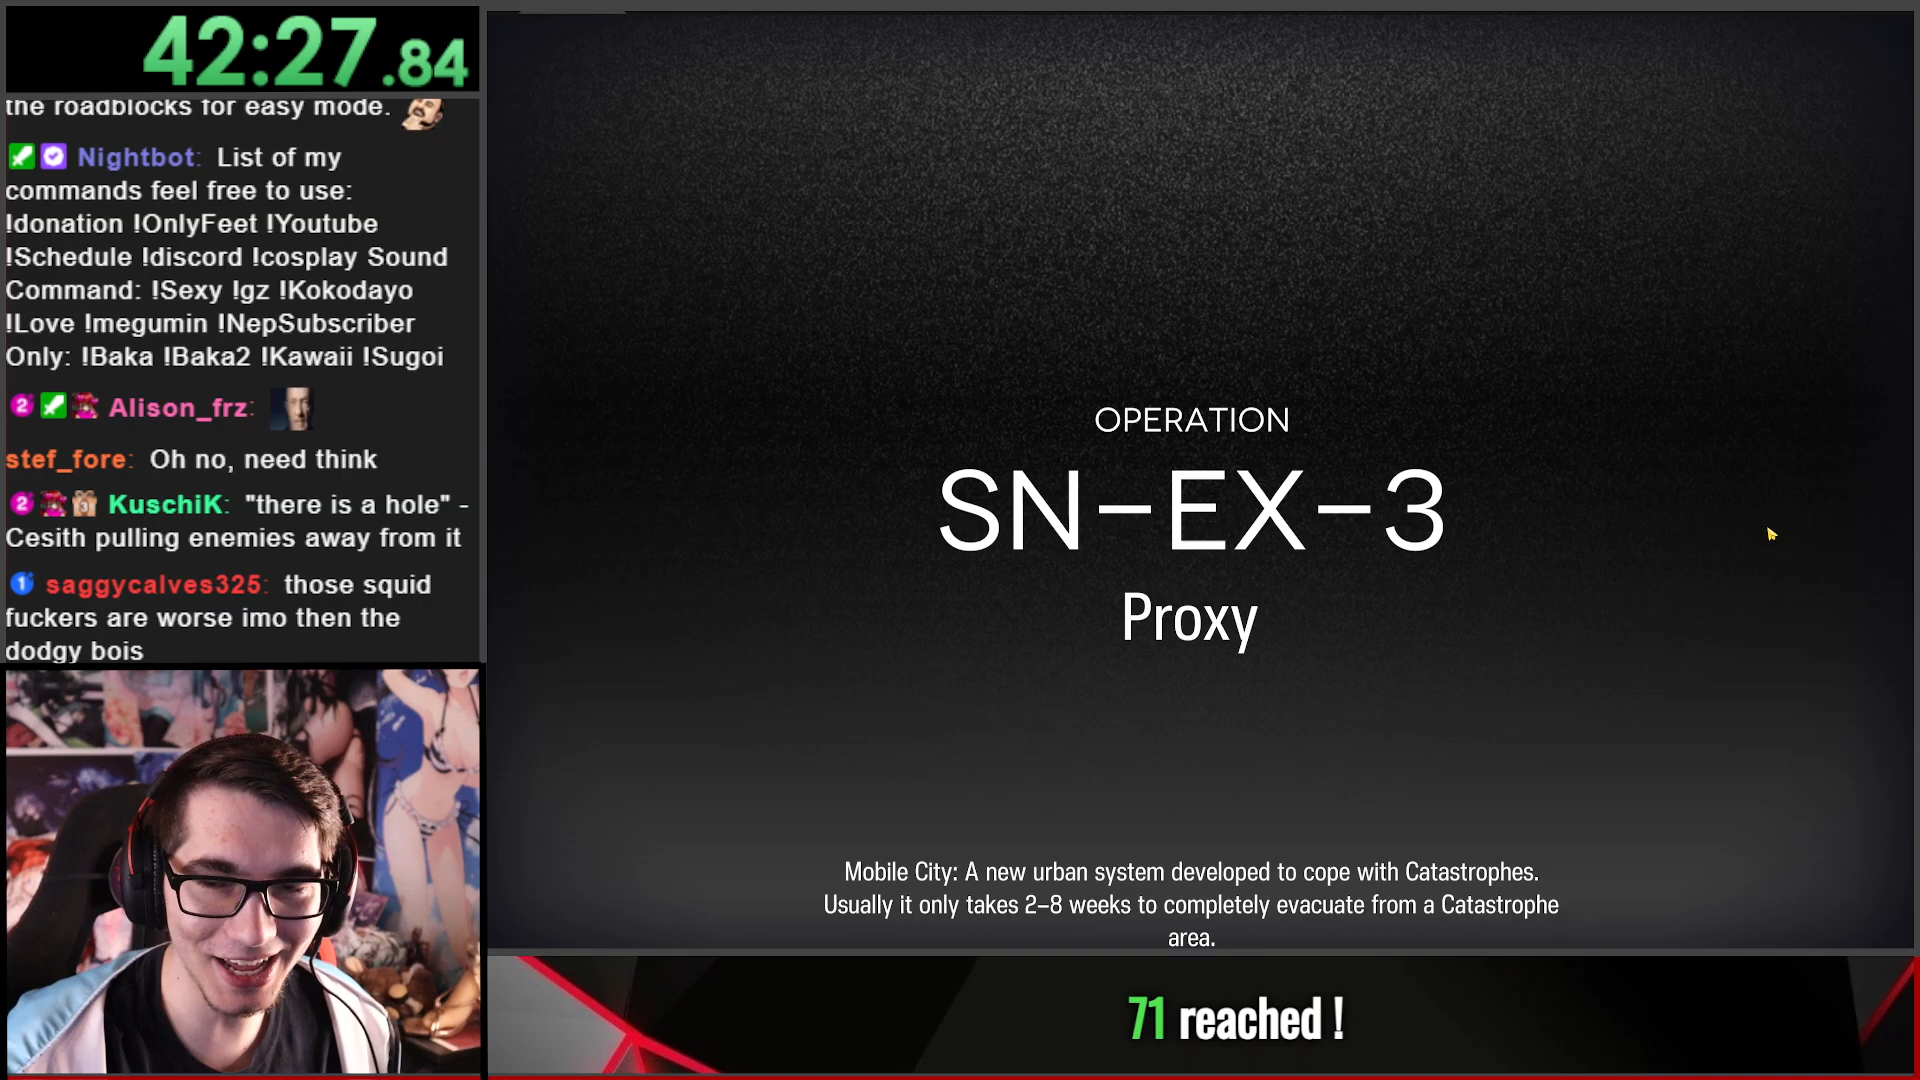 42:27.84
the roadblocks for easy mode.
Nightbot: List of my
commands feel free to use:
!donation !OnlyFeet !Youtube
!Schedule !discord !cosplay Sound
Command: !Sexy !gz !Kokodayo
!Love !megumin !NepSubscriber
Only: !Baka !Baka2 !Kawaii !Sugoi
2 Alison_frz:
stef_fore: Oh no, need think
2 3 KuschiK: "there is a hole" -
Cesith pulling enemies away from it
1 saggycalves325: those squid
fuckers are worse imo then the
dodgy bois
OPERATION
SN-EX-3
Proxy
Mobile City: A new urban system developed to cope with Catastrophes.
Usually it only takes 2–8 weeks to completely evacuate from a Catastrophe
area.
71 reached !